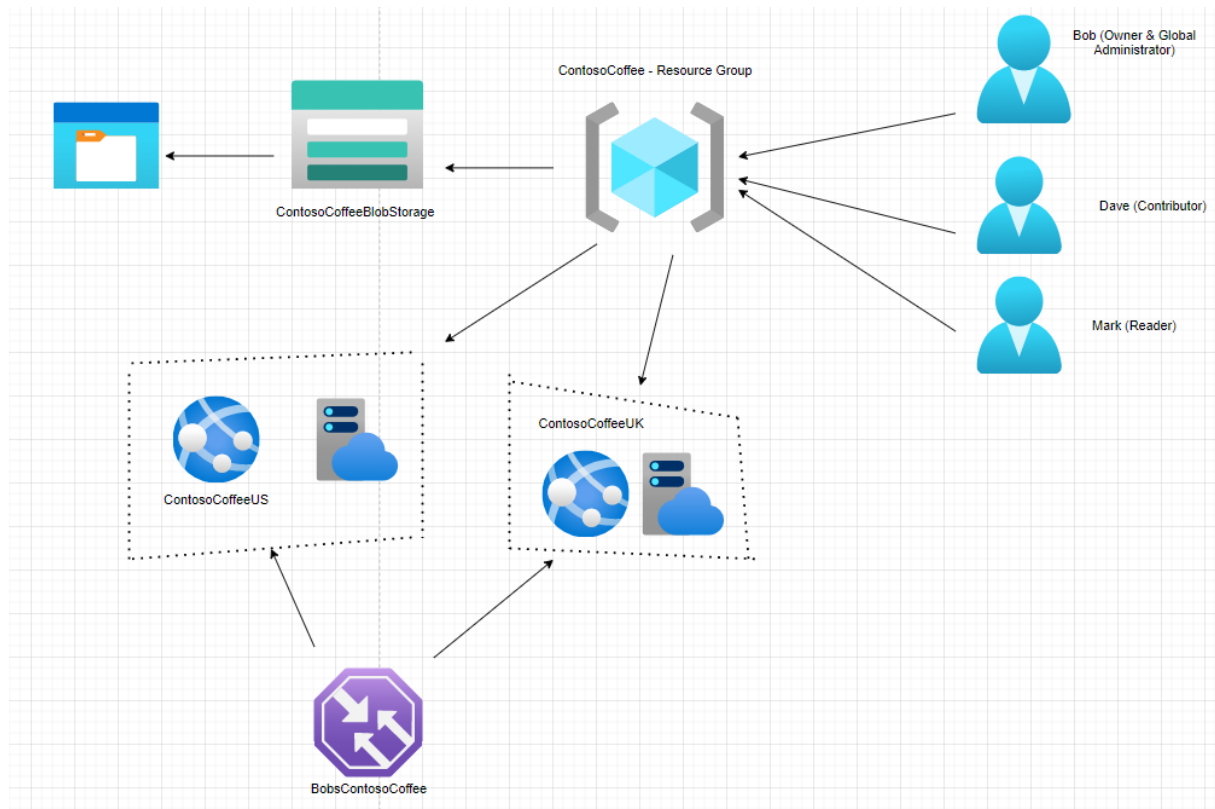 Bob (Owner & Global
Administrator)
ContosoCoffee - Resource Group
Dave (Contributor)
ContosoCoffeeBlobStorage
Mark (Reader)
ContosoCoffeeUK
ContosoCoffeeUS
BobsContosoCoffee